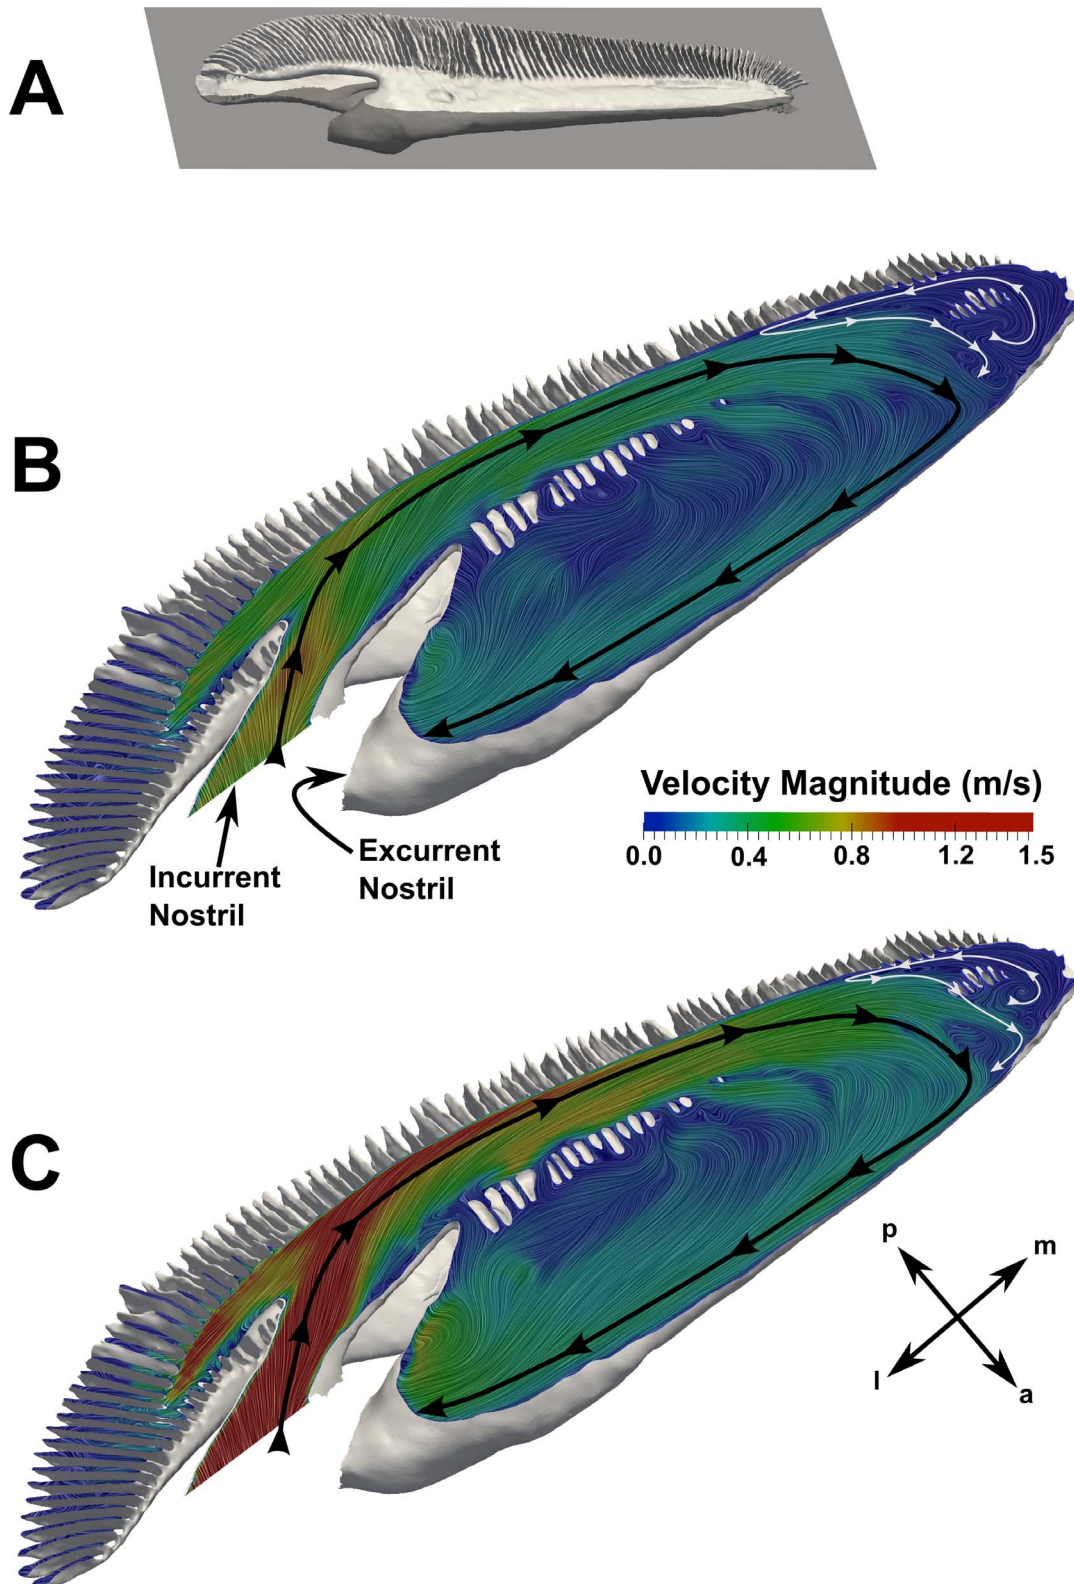 A
B
Velocity Magnitude (m/s)
0.0 0.4 0.8 1.2 1.5
Incurrent
Nostril
Excurrent
Nostril
C
p
m
l
a